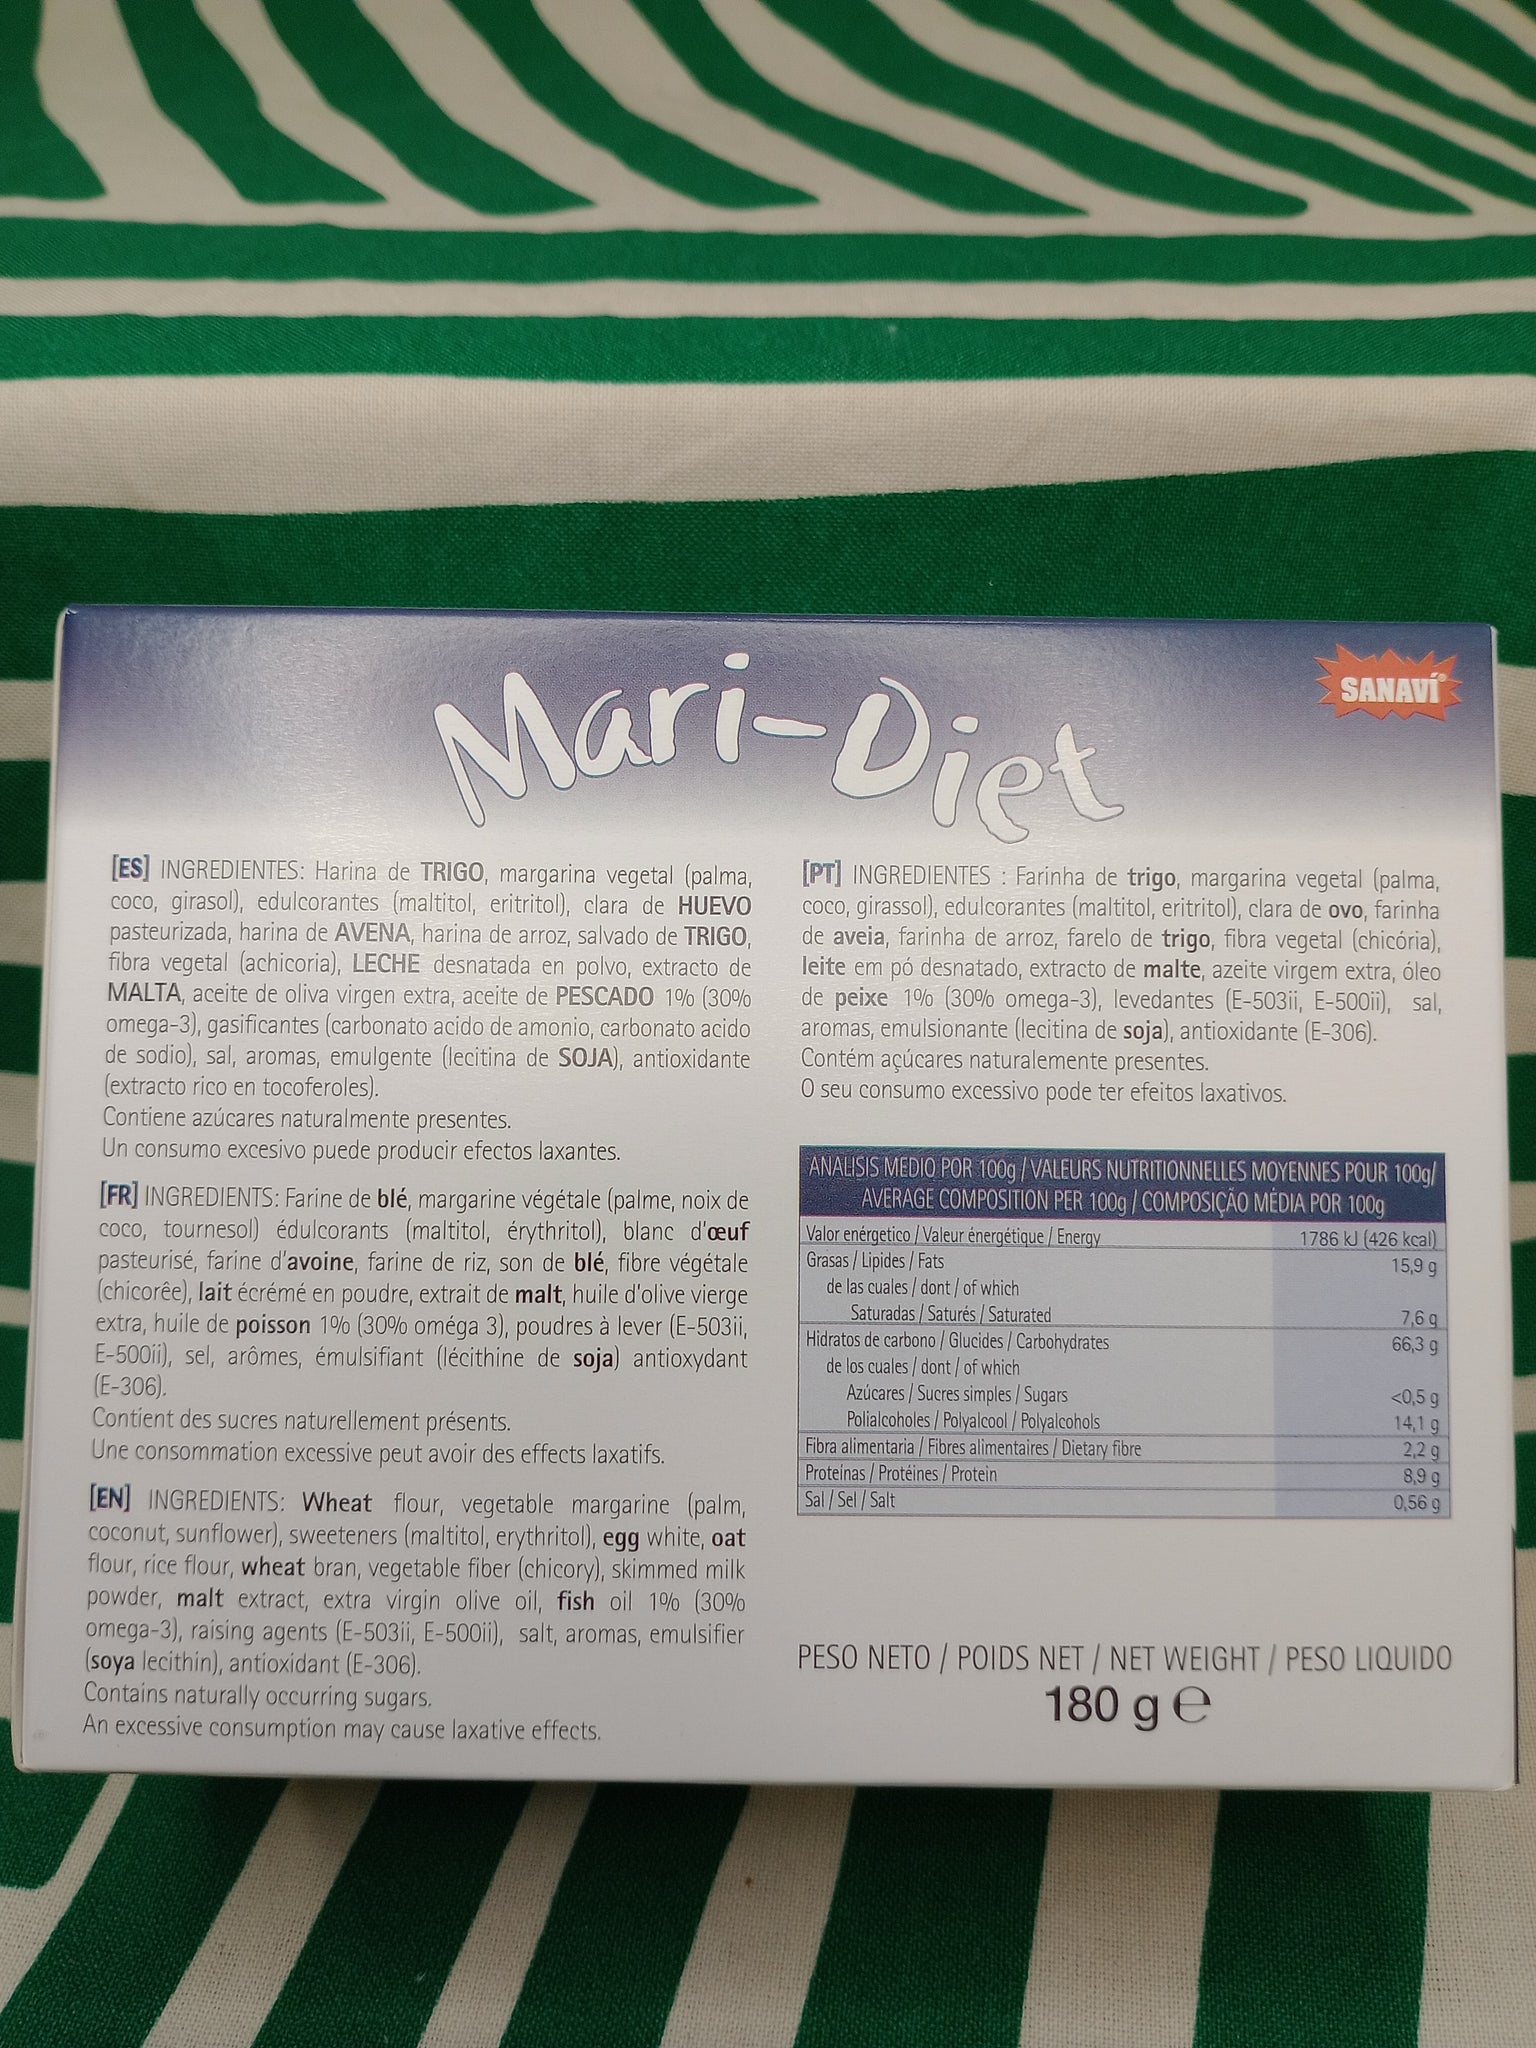 Mari-Diet
SANAVÍ®
[ES] INGREDIENTES: Harina de TRIGO, margarina vegetal (palma,
coco, girasol), edulcorantes (maltitol, eritritol), clara de HUEVO
pasteurizada, harina de AVENA, harina de arroz, salvado de TRIGO,
fibra vegetal (achicoria), LECHE desnatada en polvo, extracto de
MALTA, aceite de oliva virgen extra, aceite de PESCADO 1% (30%
omega-3), gasificantes (carbonato acido de amonio, carbonato acido
de sodio), sal, aromas, emulgente (lecitina de SOJA), antioxidante
(extracto rico en tocoferoles).
Contiene azúcares naturalmente presentes.
Un consumo excesivo puede producir efectos laxantes.
[FR] INGREDIENTS: Farine de blé, margarine végétale (palme, noix de
coco, tournesol) édulcorants (maltitol, érythritol), blanc d'œuf
pasteurisé, farine d'avoine, farine de riz, son de blé, fibre végétale
(chicorêe), lait écrémé en poudre, extrait de malt, huile d'olive vierge
extra, huile de poisson 1% (30% oméga 3), poudres à lever (E-503ii,
E-500ii), sel, arômes, émulsifiant (lécithine de soja) antioxydant
(E-306).
Contient des sucres naturellement présents.
Une consommation excessive peut avoir des effects laxatifs.
[EN] INGREDIENTS: Wheat flour, vegetable margarine (palm,
coconut, sunflower), sweeteners (maltitol, erythritol), egg white, oat
flour, rice flour, wheat bran, vegetable fiber (chicory), skimmed milk
powder, malt extract, extra virgin olive oil, fish oil 1% (30%
omega-3), raising agents (E-503ii, E-500ii), salt, aromas, emulsifier
(soya lecithin), antioxidant (E-306).
Contains naturally occurring sugars.
An excessive consumption may cause laxative effects.
[PT] INGREDIENTES : Farinha de trigo, margarina vegetal (palma,
coco, girassol), edulcorantes (maltitol, eritritol), clara de ovo, farinha
de aveia, farinha de arroz, farelo de trigo, fibra vegetal (chicória),
leite em pó desnatado, extracto de malte, azeite virgem extra, óleo
de peixe 1% (30% omega-3), levedantes (E-503ii, E-500ii), sal,
aromas, emulsionante (lecitina de soja), antioxidante (E-306).
Contém açúcares naturalemente presentes.
O seu consumo excessivo pode ter efeitos laxativos.
ANALISIS MEDIO POR 100g / VALEURS NUTRITIONNELLES MOYENNES POUR 100g/
AVERAGE COMPOSITION PER 100g / COMPOSIÇÃO MÉDIA POR 100g
Valor enérgetico / Valeur énergétique / Energy 1786 kJ (426 kcal)
Grasas / Lipides / Fats 15,9 g
de las cuales / dont / of which
Saturadas / Saturés / Saturated 7,6 g
Hidratos de carbono / Glucides / Carbohydrates 66,3 g
de los cuales / dont / of which
Azúcares / Sucres simples / Sugars <0,5 g
Polialcoholes / Polyalcool / Polyalcohols 14,1 g
Fibra alimentaria / Fibres alimentaires / Dietary fibre 2,2 g
Proteínas / Protéines / Protein 8,9 g
Sal / Sel / Salt 0,56 g
PESO NETO / POIDS NET / NET WEIGHT / PESO LIQUIDO
180 g ℮